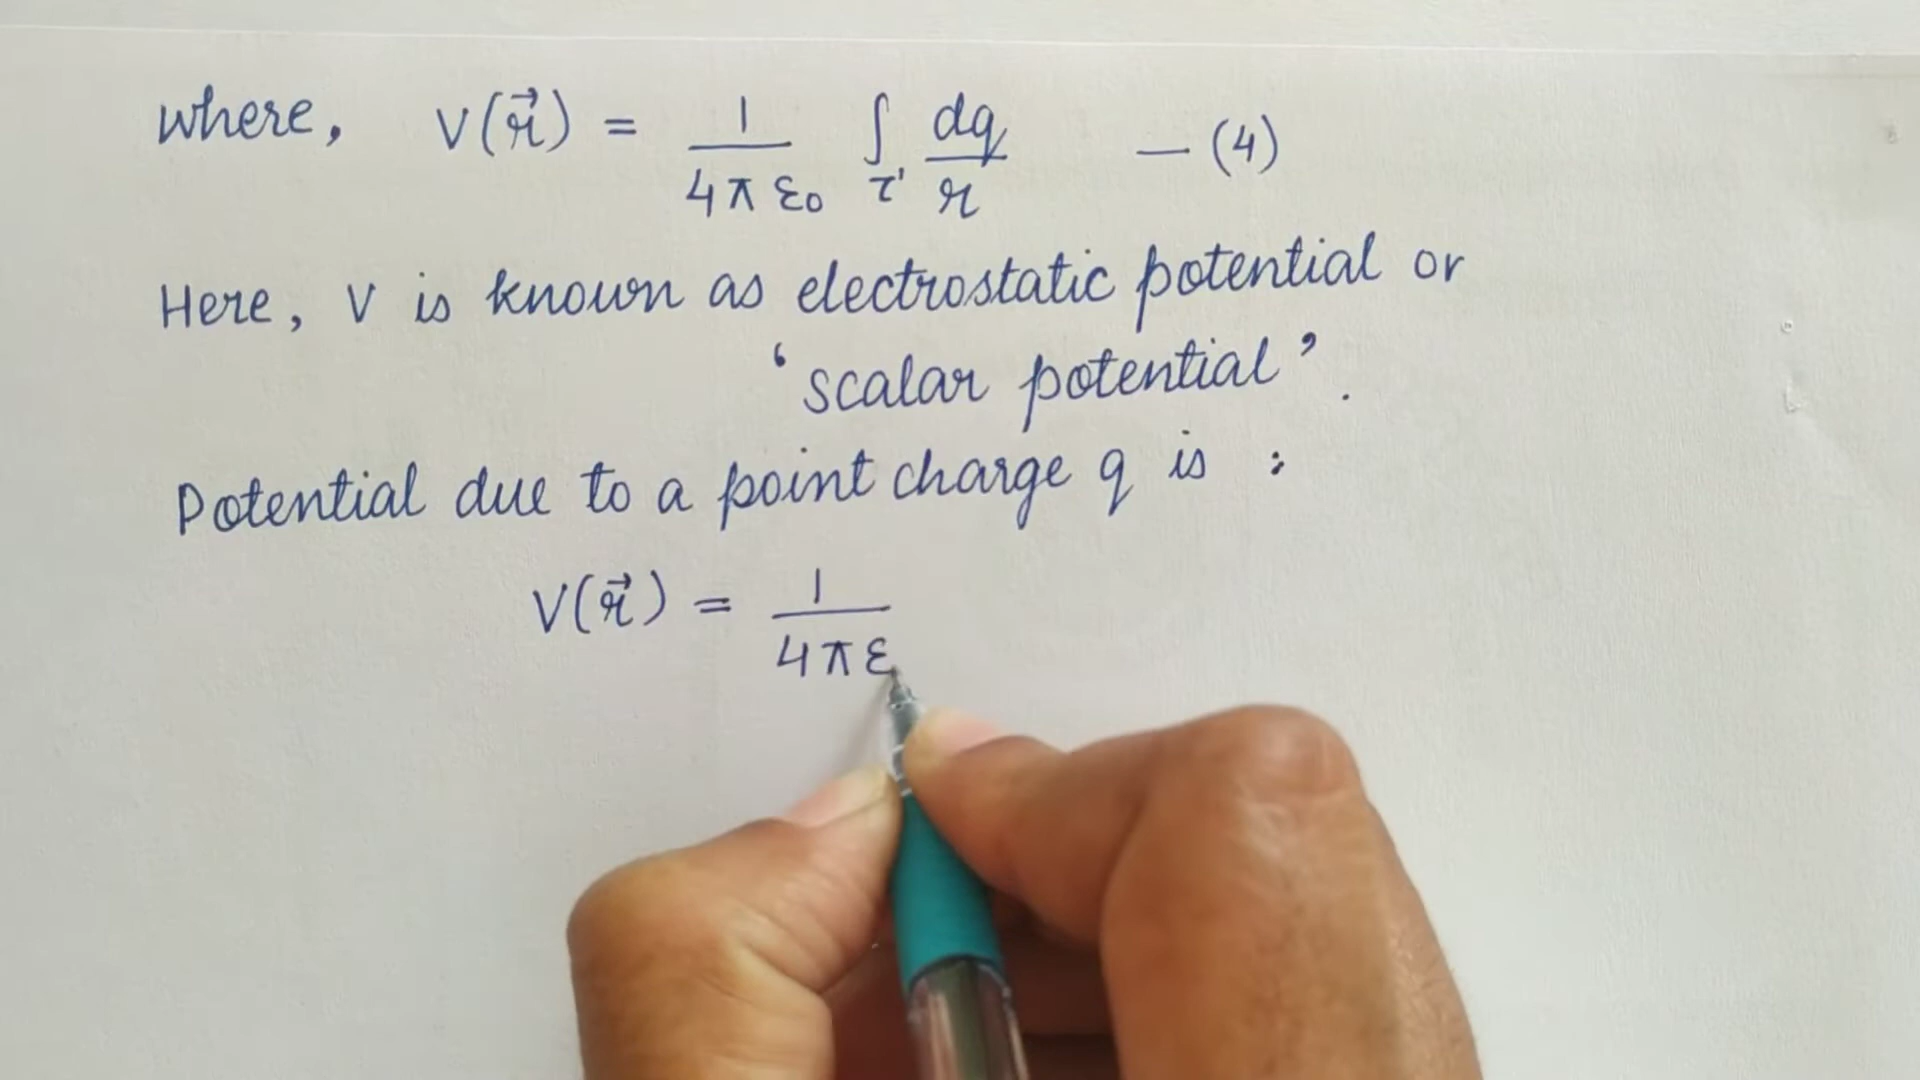 where, V(r⃗) = 1/4πε₀ ∫τ' dq/r — (4)
Here, V is known as electrostatic potential or
‘scalar potential’.
Potential due to a point charge q is :
V(r⃗) = 1/4πε